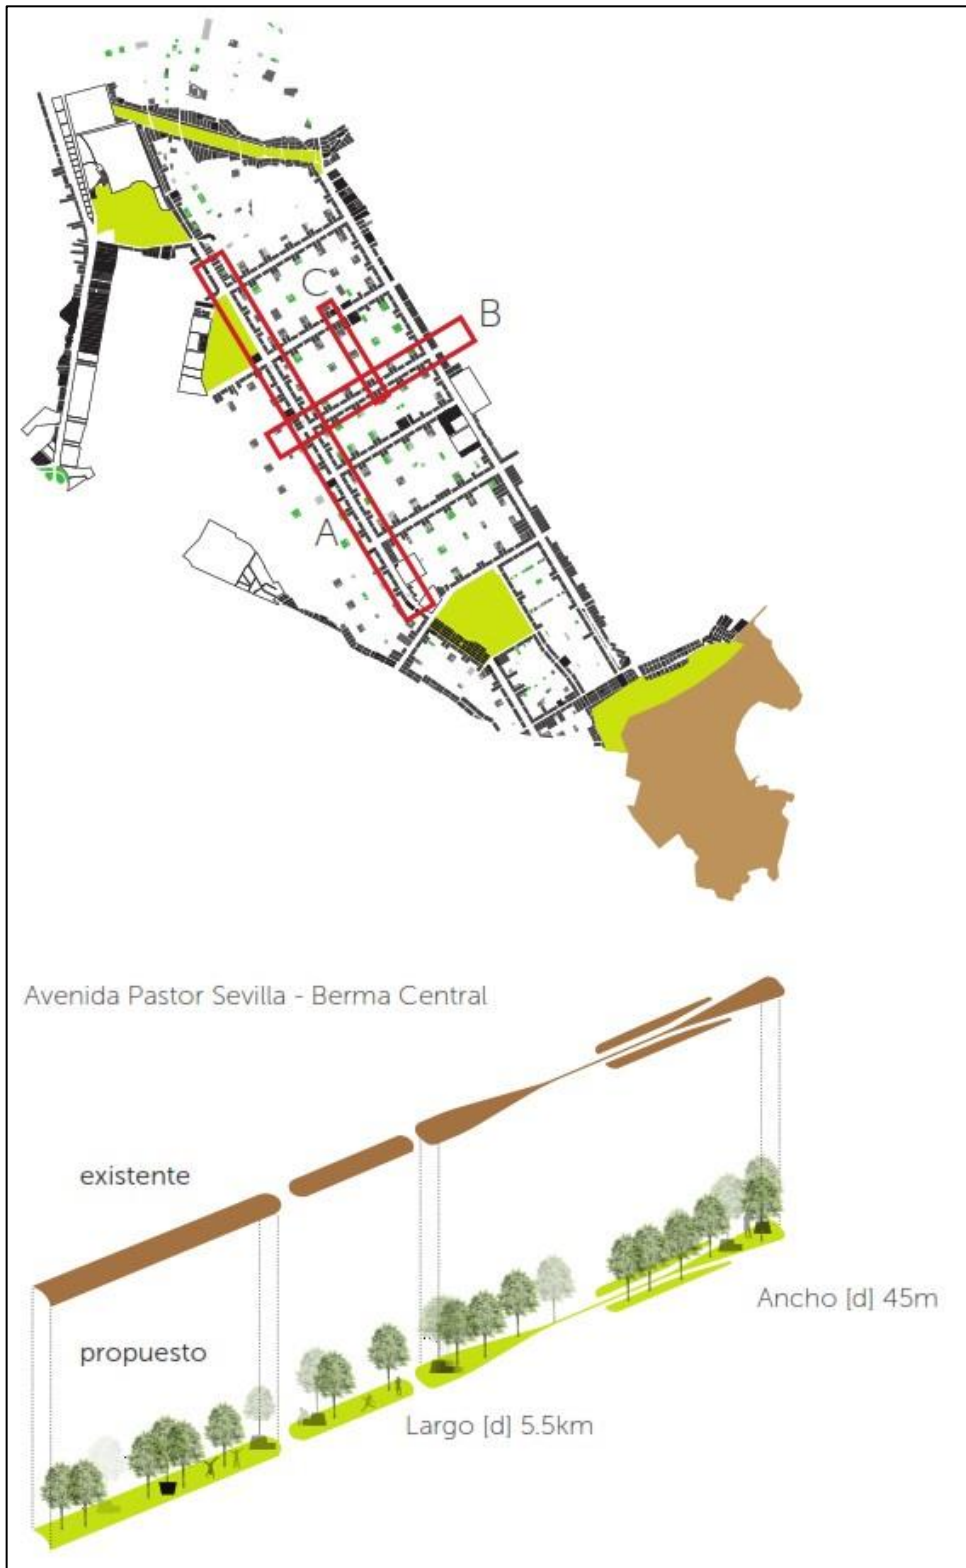 C
B
A
Avenida Pastor Sevilla - Berma Central
existente
Ancho [d] 45m
propuesto
Largo [d] 5.5km